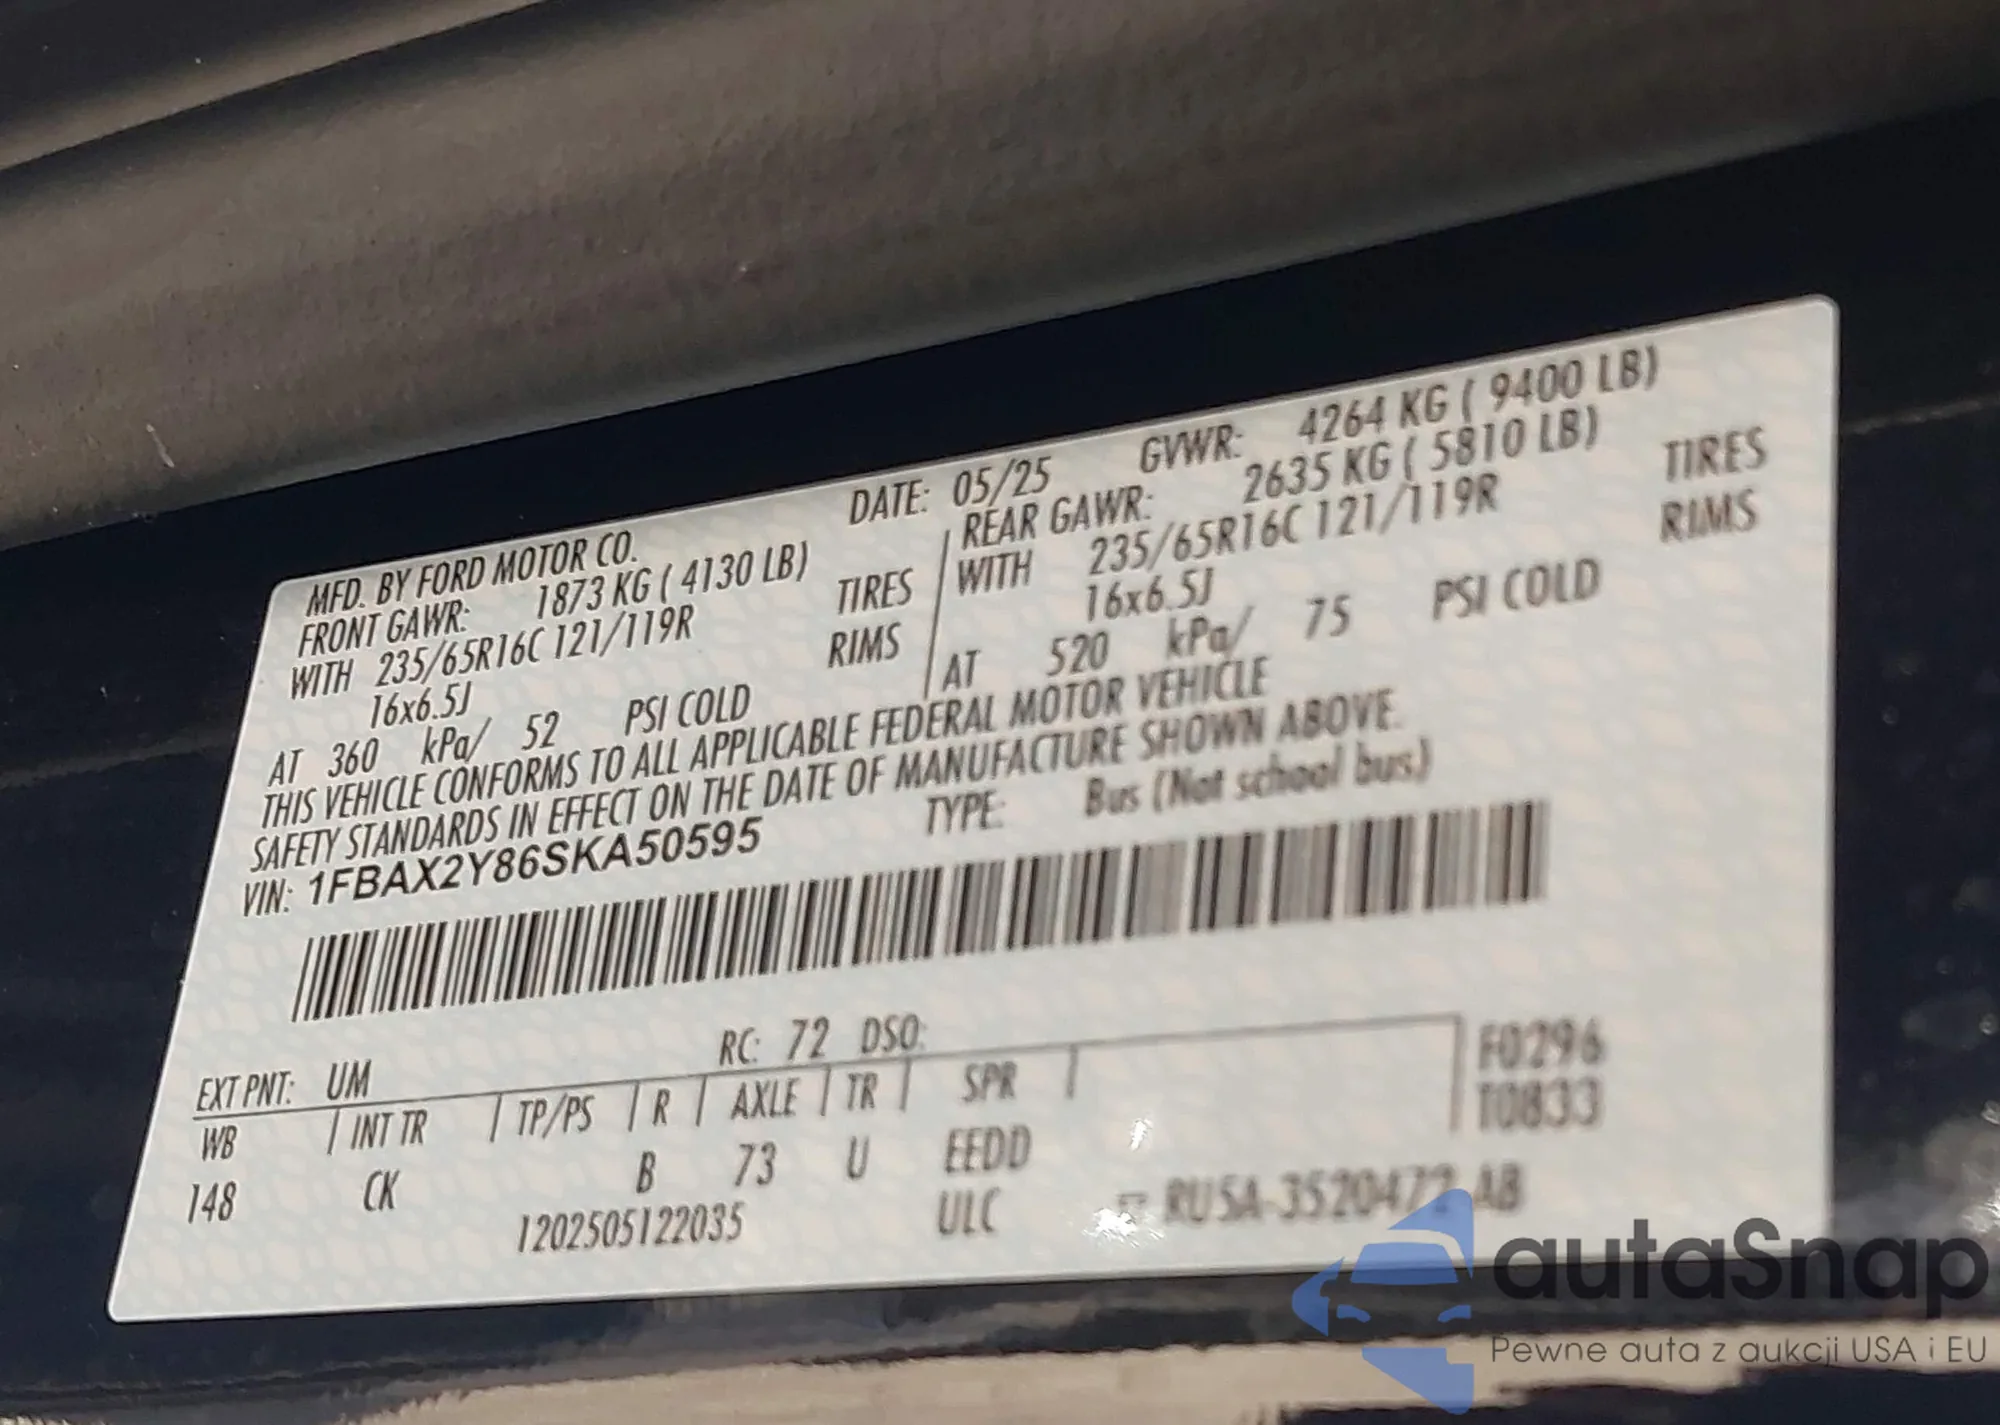 MFD. BY FORD MOTOR CO. DATE: 05/25 GVWR: 4264 KG ( 9400 LB)
FRONT GAWR: 1873 KG ( 4130 LB) REAR GAWR: 2635 KG ( 5810 LB)
WITH 235/65R16C 121/119R TIRES WITH 235/65R16C 121/119R TIRES
16x6.5J RIMS 16x6.5J RIMS
AT 360 kPa/ 52 PSI COLD AT 520 kPa/ 75 PSI COLD
THIS VEHICLE CONFORMS TO ALL APPLICABLE FEDERAL MOTOR VEHICLE
SAFETY STANDARDS IN EFFECT ON THE DATE OF MANUFACTURE SHOWN ABOVE.
VIN: 1FBAX2Y86SKA50595 TYPE: Bus (Not school bus)
EXT PNT: UM RC: 72 DSO: F0296
WB INT TR TP/PS R AXLE TR SPR T0833
148 CK B 73 U EEDD
1202505122035 ULC RU5A-3520472-AB
autaSnap
Pewne auta z aukcji USA i EU